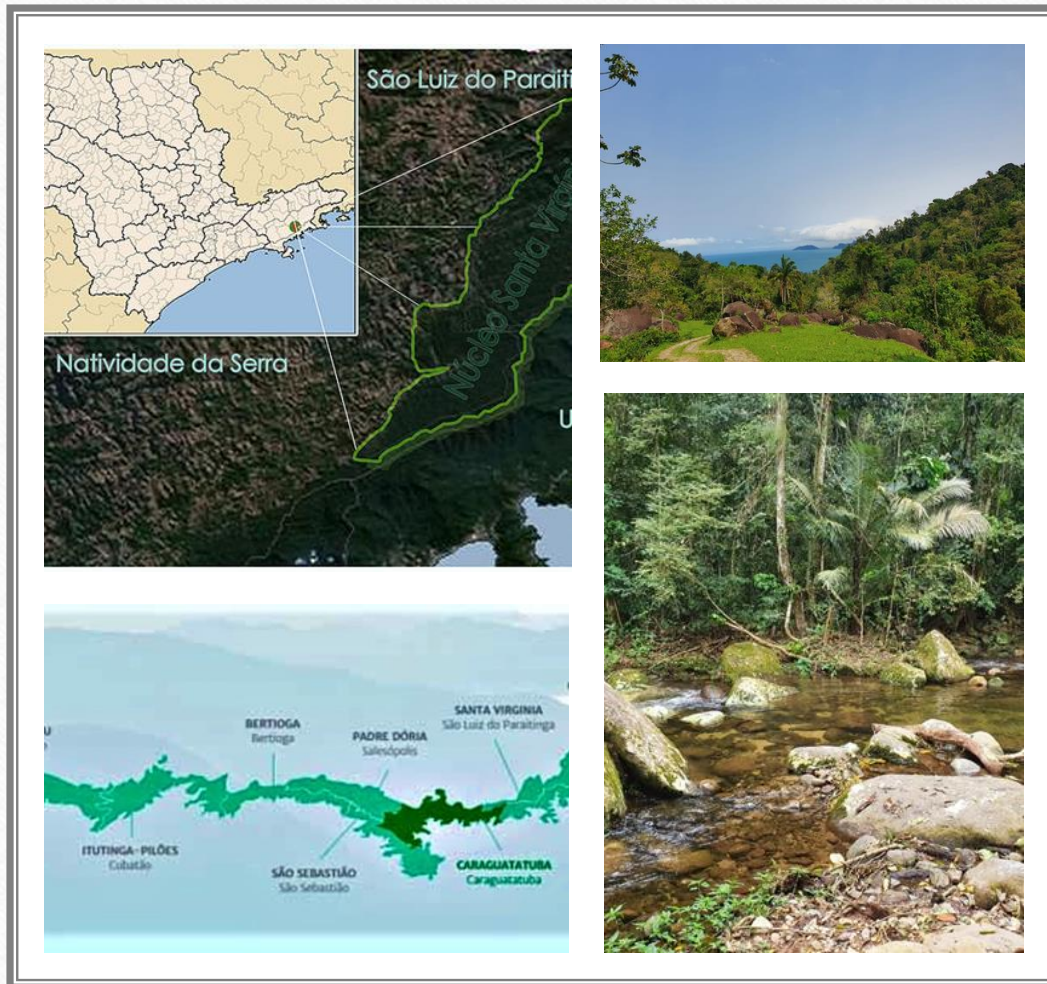 São Luiz do Paraiti
Núcleo Santa Virg
Natividade da Serra
U
U
BERTIOGA
Bertioga
PADRE DÓRIA
Salesópolis
SANTA VIRGINIA
São Luiz do Paraitinga
ITUTINGA-PILÕES
Cubatão
SÃO SEBASTIÃO
São Sebastião
CARAGUATATUBA
Caraguatatuba